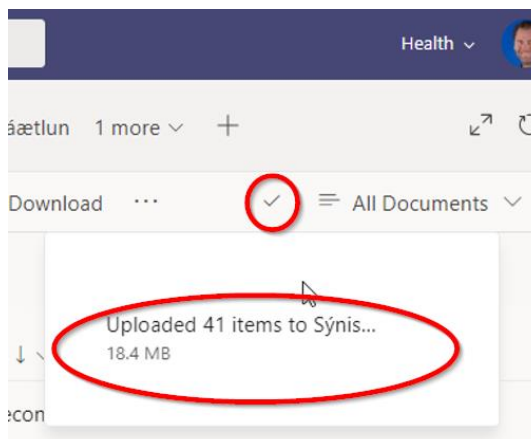 Health
áætlun 1 more
Download ... All Documents
Uploaded 41 items to Sýnis...
18.4 MB
econ